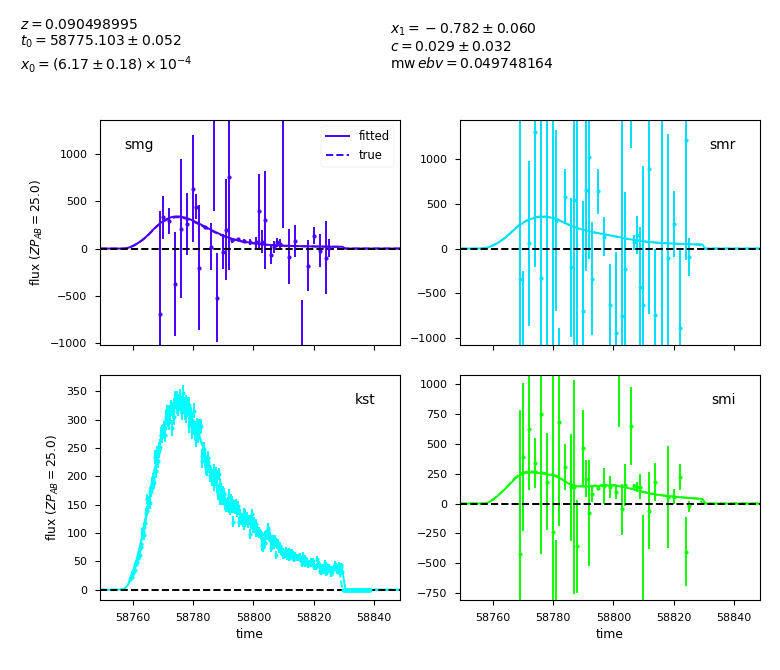 z = 0.090498995
t₀ = 58775.103 ± 0.052
x₀ = (6.17 ± 0.18) × 10⁻⁴
x₁ = −0.782 ± 0.060
c = 0.029 ± 0.032
mw ebv = 0.049748164
smg
fitted
true
1000
500
0
−500
−1000
flux (ZP_AB = 25.0)
smr
1000
500
0
−500
−1000
kst
350
300
250
200
150
100
50
0
flux (ZP_AB = 25.0)
58760 58780 58800 58820 58840
time
smi
1000
750
500
250
0
−250
−500
−750
58760 58780 58800 58820 58840
time